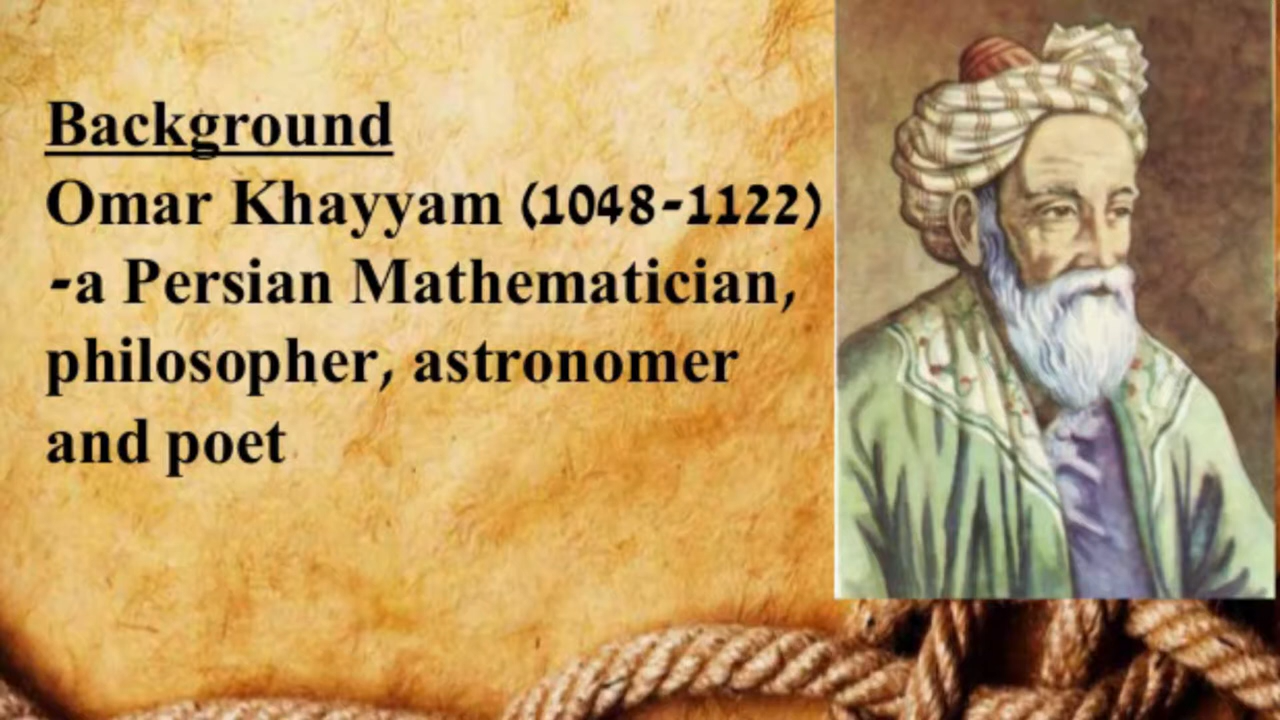 Background
Omar Khayyam (1048-1122)
-a Persian Mathematician,
philosopher, astronomer
and poet